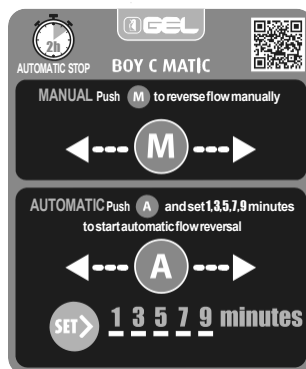 2h
GEL
AUTOMATIC STOP
BOY C MATIC
MANUAL Push M to reverse flow manually
M
AUTOMATIC Push A and set 1,3,5,7,9 minutes
to start automatic flow reversal
A
SET 1 3 5 7 9 minutes